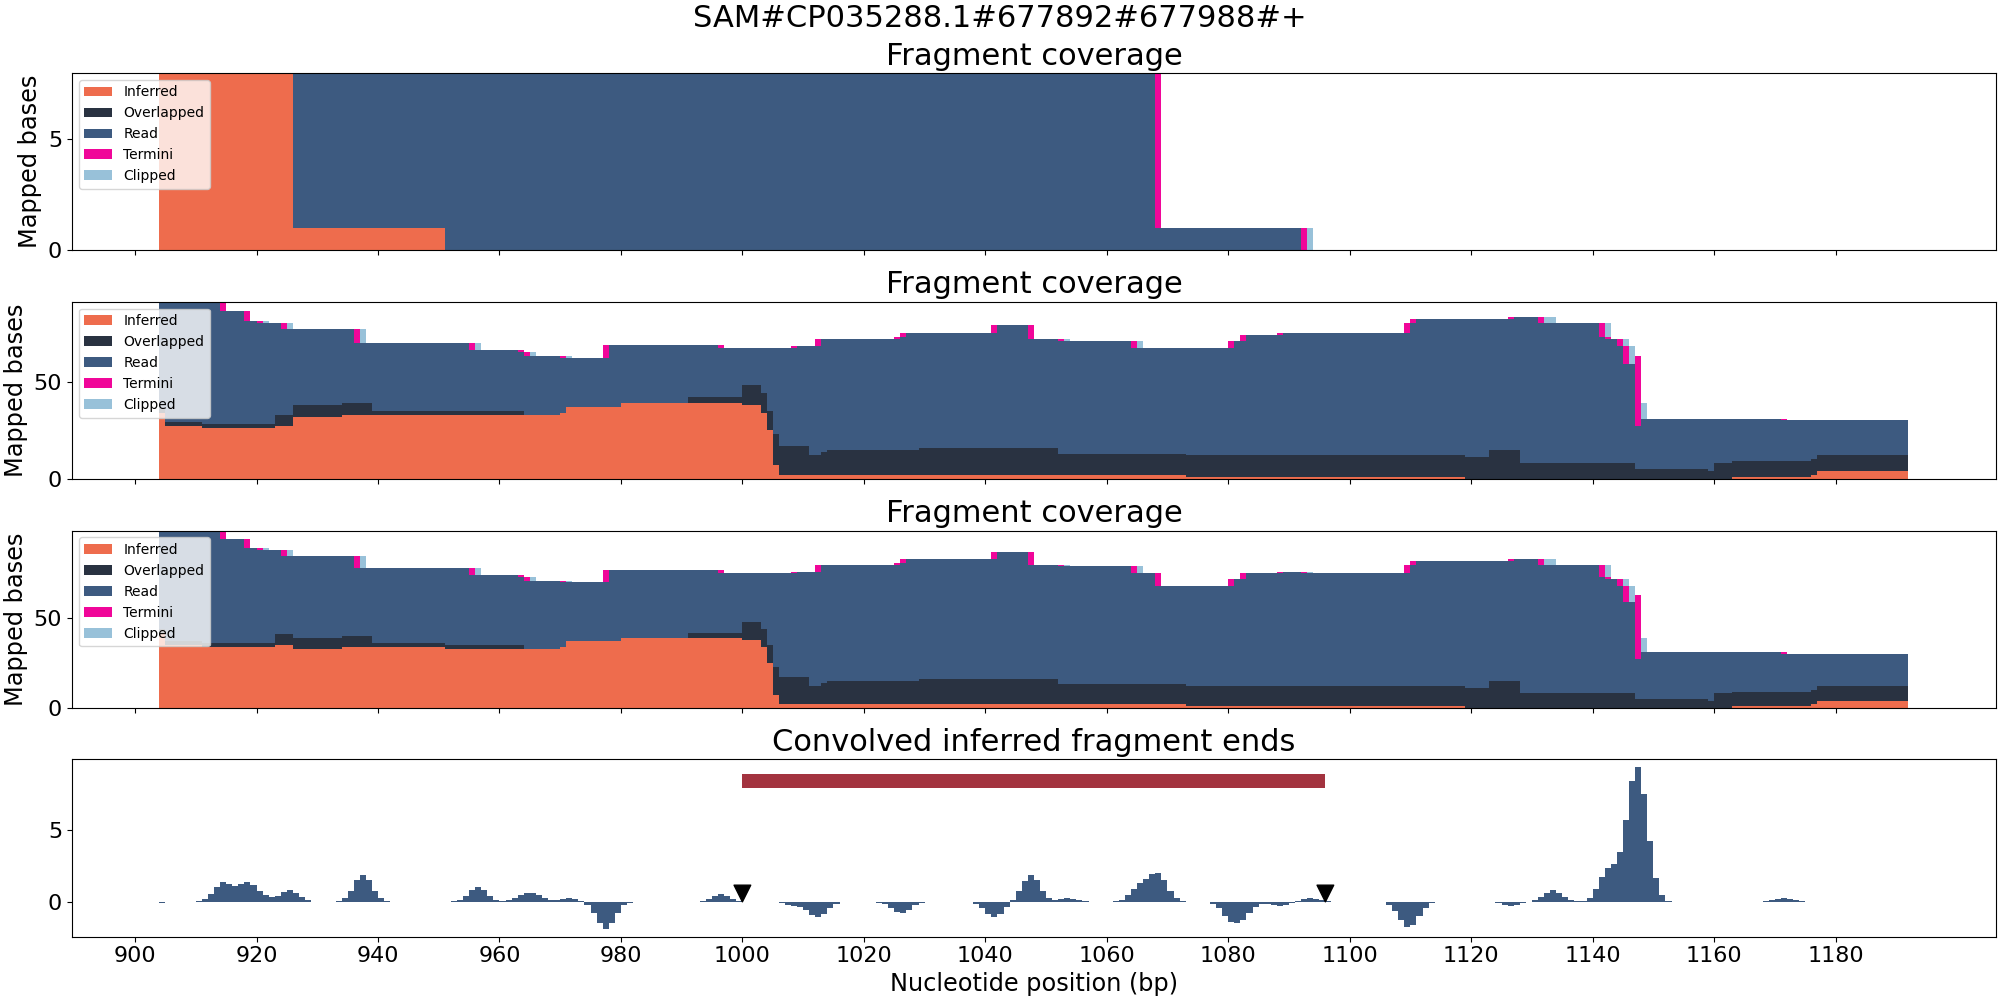 SAM#CP035288.1#677892#677988#+
Fragment coverage
Mapped bases
5
0
Inferred
Overlapped
Read
Termini
Clipped
Fragment coverage
Mapped bases
50
0
Inferred
Overlapped
Read
Termini
Clipped
Fragment coverage
Mapped bases
50
0
Inferred
Overlapped
Read
Termini
Clipped
Convolved inferred fragment ends
5
0
900 920 940 960 980 1000 1020 1040 1060 1080 1100 1120 1140 1160 1180
Nucleotide position (bp)